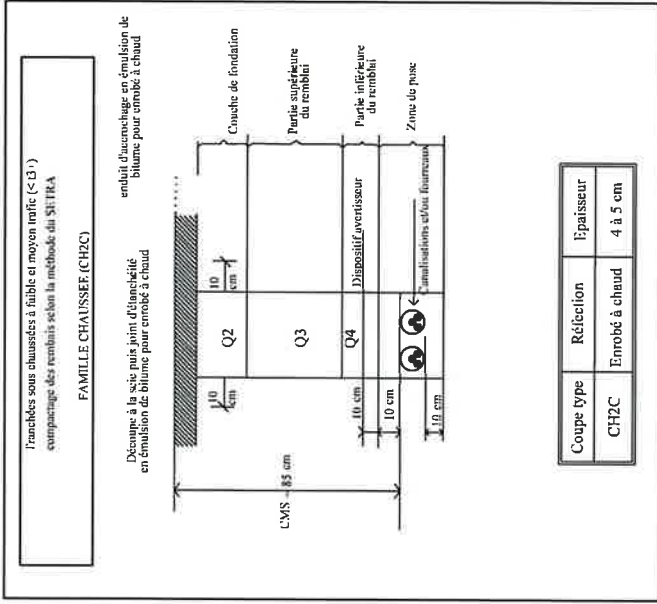 Tranchées sous chaussées à faible et moyen trafic (< t3+)
compactage des remblais selon la méthode du SETRA
FAMILLE CHAUSSEE (CH2C)
Découpe à la scie puis joint d'étanchéité
en émulsion de bitume pour enrobé à chaud
enduit d'accrochage en émulsion de
bitume pour enrobé à chaud
10
cm
10
cm
Q2
Couche de fondation
CMS = 85 cm
Q3
Partie supérieure
du remblai
Q4
Partie inférieure
du remblai
10 cm
Dispositif avertisseur
10 cm
Zone de pose
Canalisations et/ou fourreaux
10 cm
Coupe type Réfection Epaisseur
CH2C Enrobé à chaud 4 à 5 cm